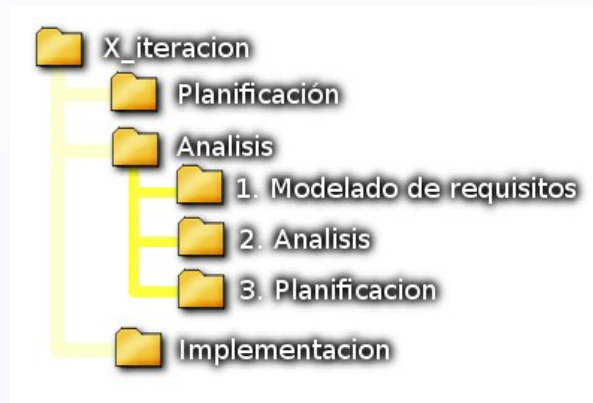 X_iteracion
Planificación
Analisis
1. Modelado de requisitos
2. Analisis
3. Planificacion
Implementacion